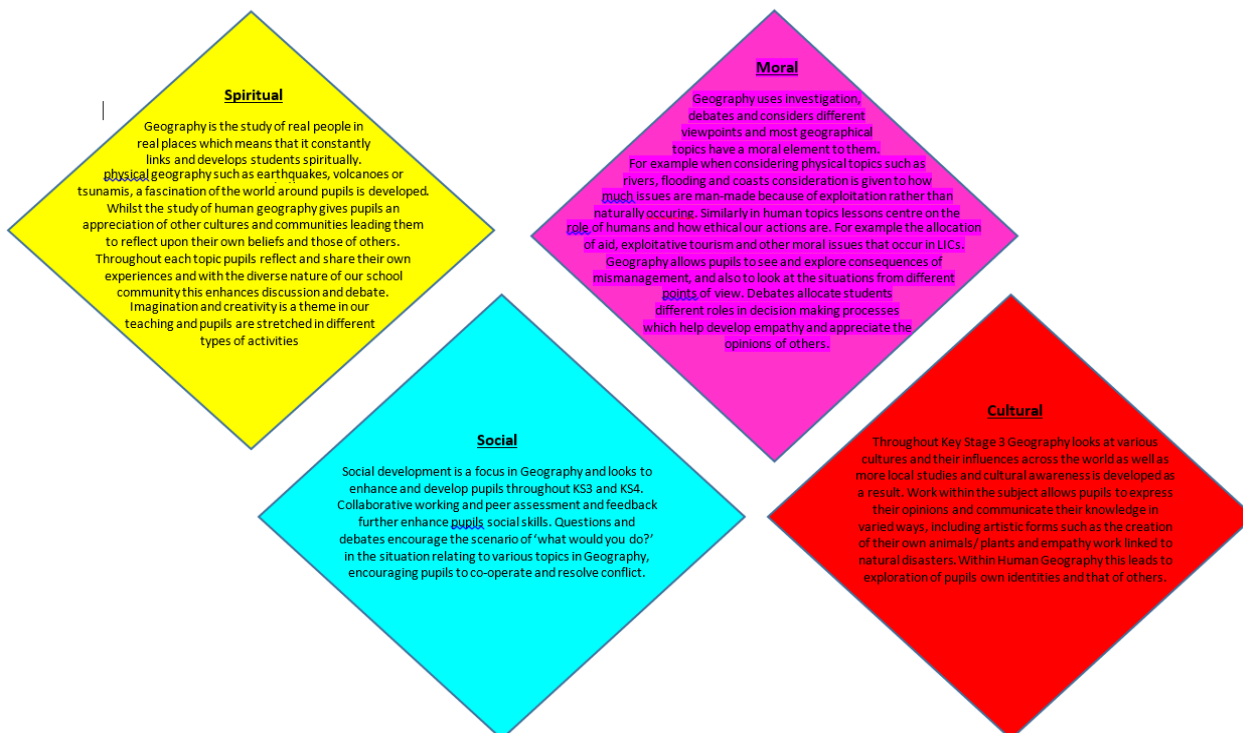 Spiritual
Geography is the study of real people in
real places which means that it constantly
links and develops students spiritually.
physical geography such as earthquakes, volcanoes or
tsunamis, a fascination of the world around pupils is developed.
Whilst the study of human geography gives pupils an
appreciation of other cultures and communities leading them
to reflect upon their own beliefs and those of others.
Throughout each topic pupils reflect and share their own
experiences and with the diverse nature of our school
community this enhances discussion and debate.
Imagination and creativity is a theme in our
teaching and pupils are stretched in different
types of activities
Moral
Geography uses investigation,
debates and considers different
viewpoints and most geographical
topics have a moral element to them.
For example when considering physical topics such as
rivers, flooding and coasts consideration is given to how
much issues are man-made because of exploitation rather than
naturally occuring. Similarly in human topics lessons centre on the
role of humans and how ethical our actions are. For example the allocation
of aid, exploitative tourism and other moral issues that occur in LICs.
Geography allows pupils to see and explore consequences of
mismanagement, and also to look at the situations from different
points of view. Debates allocate students
different roles in decision making processes
which help develop empathy and appreciate the
opinions of others.
Social
Social development is a focus in Geography and looks to
enhance and develop pupils throughout KS3 and KS4.
Collaborative working and peer assessment and feedback
further enhance pupils social skills. Questions and
debates encourage the scenario of ‘what would you do?’
in the situation relating to various topics in Geography,
encouraging pupils to co-operate and resolve conflict.
Cultural
Throughout Key Stage 3 Geography looks at various
cultures and their influences across the world as well as
more local studies and cultural awareness is developed as
a result. Work within the subject allows pupils to express
their opinions and communicate their knowledge in
varied ways, including artistic forms such as the creation
of their own animals/ plants and empathy work linked to
natural disasters. Within Human Geography this leads to
exploration of pupils own identities and that of others.